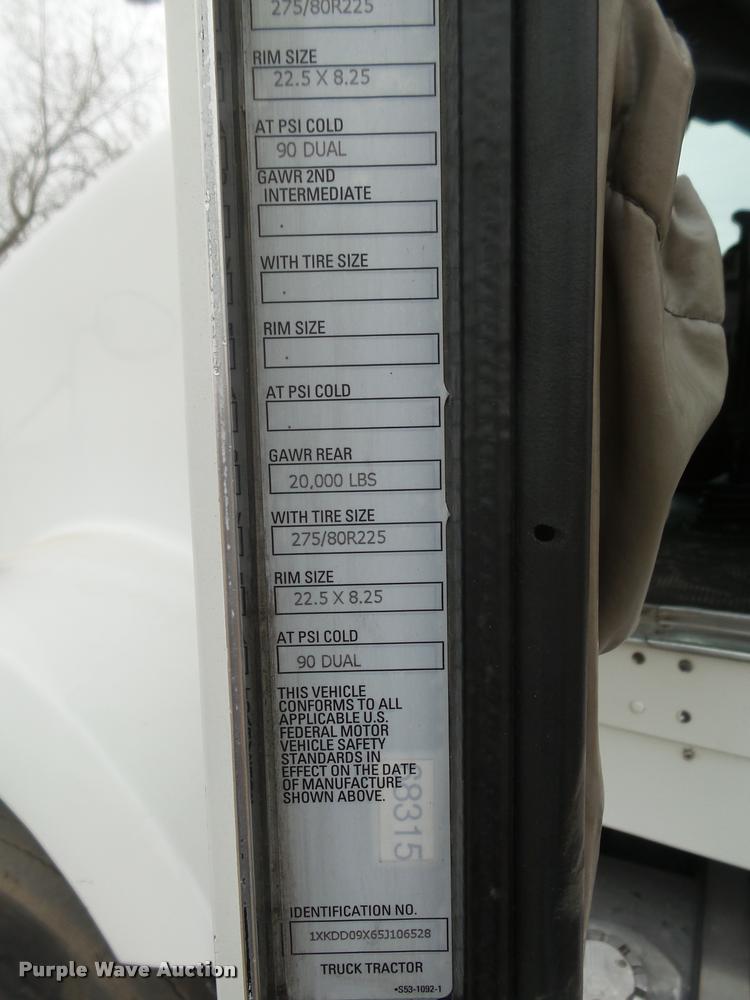 275/80R225
RIM SIZE
22.5 X 8.25
AT PSI COLD
90 DUAL
GAWR 2ND
INTERMEDIATE
WITH TIRE SIZE
RIM SIZE
AT PSI COLD
GAWR REAR
20,000 LBS
WITH TIRE SIZE
275/80R225
RIM SIZE
22.5 X 8.25
AT PSI COLD
90 DUAL
THIS VEHICLE
CONFORMS TO ALL
APPLICABLE U.S.
FEDERAL MOTOR
VEHICLE SAFETY
STANDARDS IN
EFFECT ON THE DATE
OF MANUFACTURE
SHOWN ABOVE.
IDENTIFICATION NO.
1XKDD09X65J106528
TRUCK TRACTOR
•S53-1092-1
Purple Wave Auction